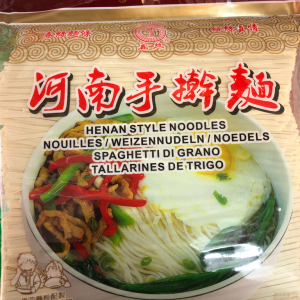 河南手擀麵
HENAN STYLE NOODLES
NOUILLES / WEIZENNUDELN / NOEDELS
SPAGHETTI DI GRANO
TALLARINES DE TRIGO